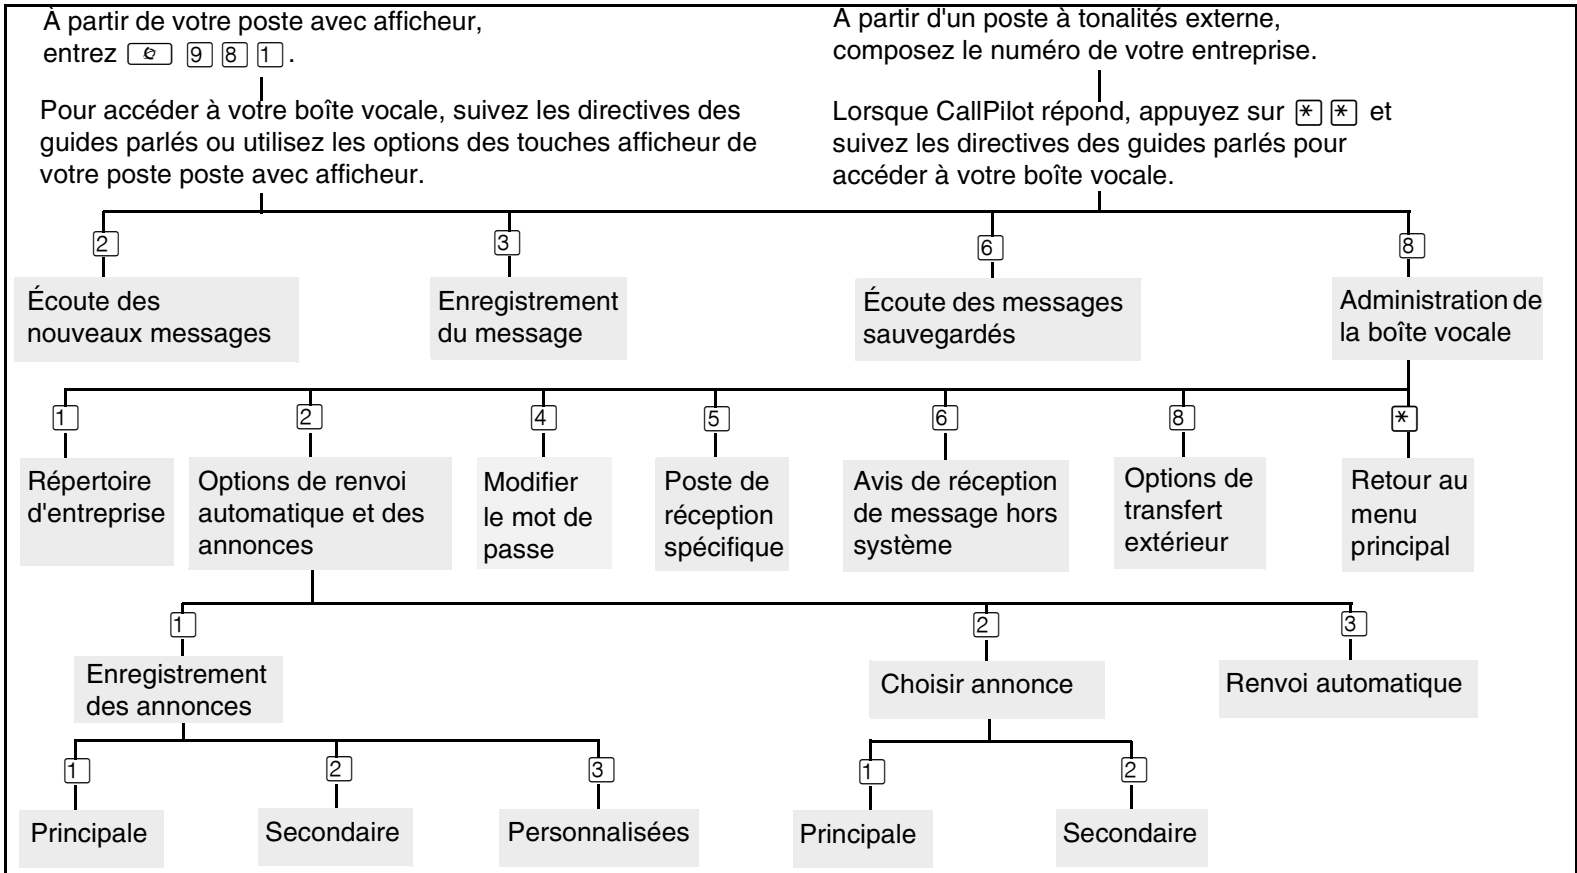 À partir de votre poste avec afficheur,
entrez 9 8 1.
Pour accéder à votre boîte vocale, suivez les directives des
guides parlés ou utilisez les options des touches afficheur de
votre poste poste avec afficheur.
A partir d'un poste à tonalités externe,
composez le numéro de votre entreprise.
Lorsque CallPilot répond, appuyez sur * * et
suivez les directives des guides parlés pour
accéder à votre boîte vocale.
2
3
6
8
Écoute des
nouveaux messages
Enregistrement
du message
Écoute des messages
sauvegardés
Administration de
la boîte vocale
1
2
4
5
6
8
*
Répertoire
d'entreprise
Options de renvoi
automatique et des
annonces
Modifier
le mot de
passe
Poste de
réception
spécifique
Avis de réception
de message hors
système
Options de
transfert
extérieur
Retour au
menu
principal
1
2
3
Enregistrement
des annonces
Choisir annonce
Renvoi automatique
1
2
3
1
2
Principale
Secondaire
Personnalisées
Principale
Secondaire